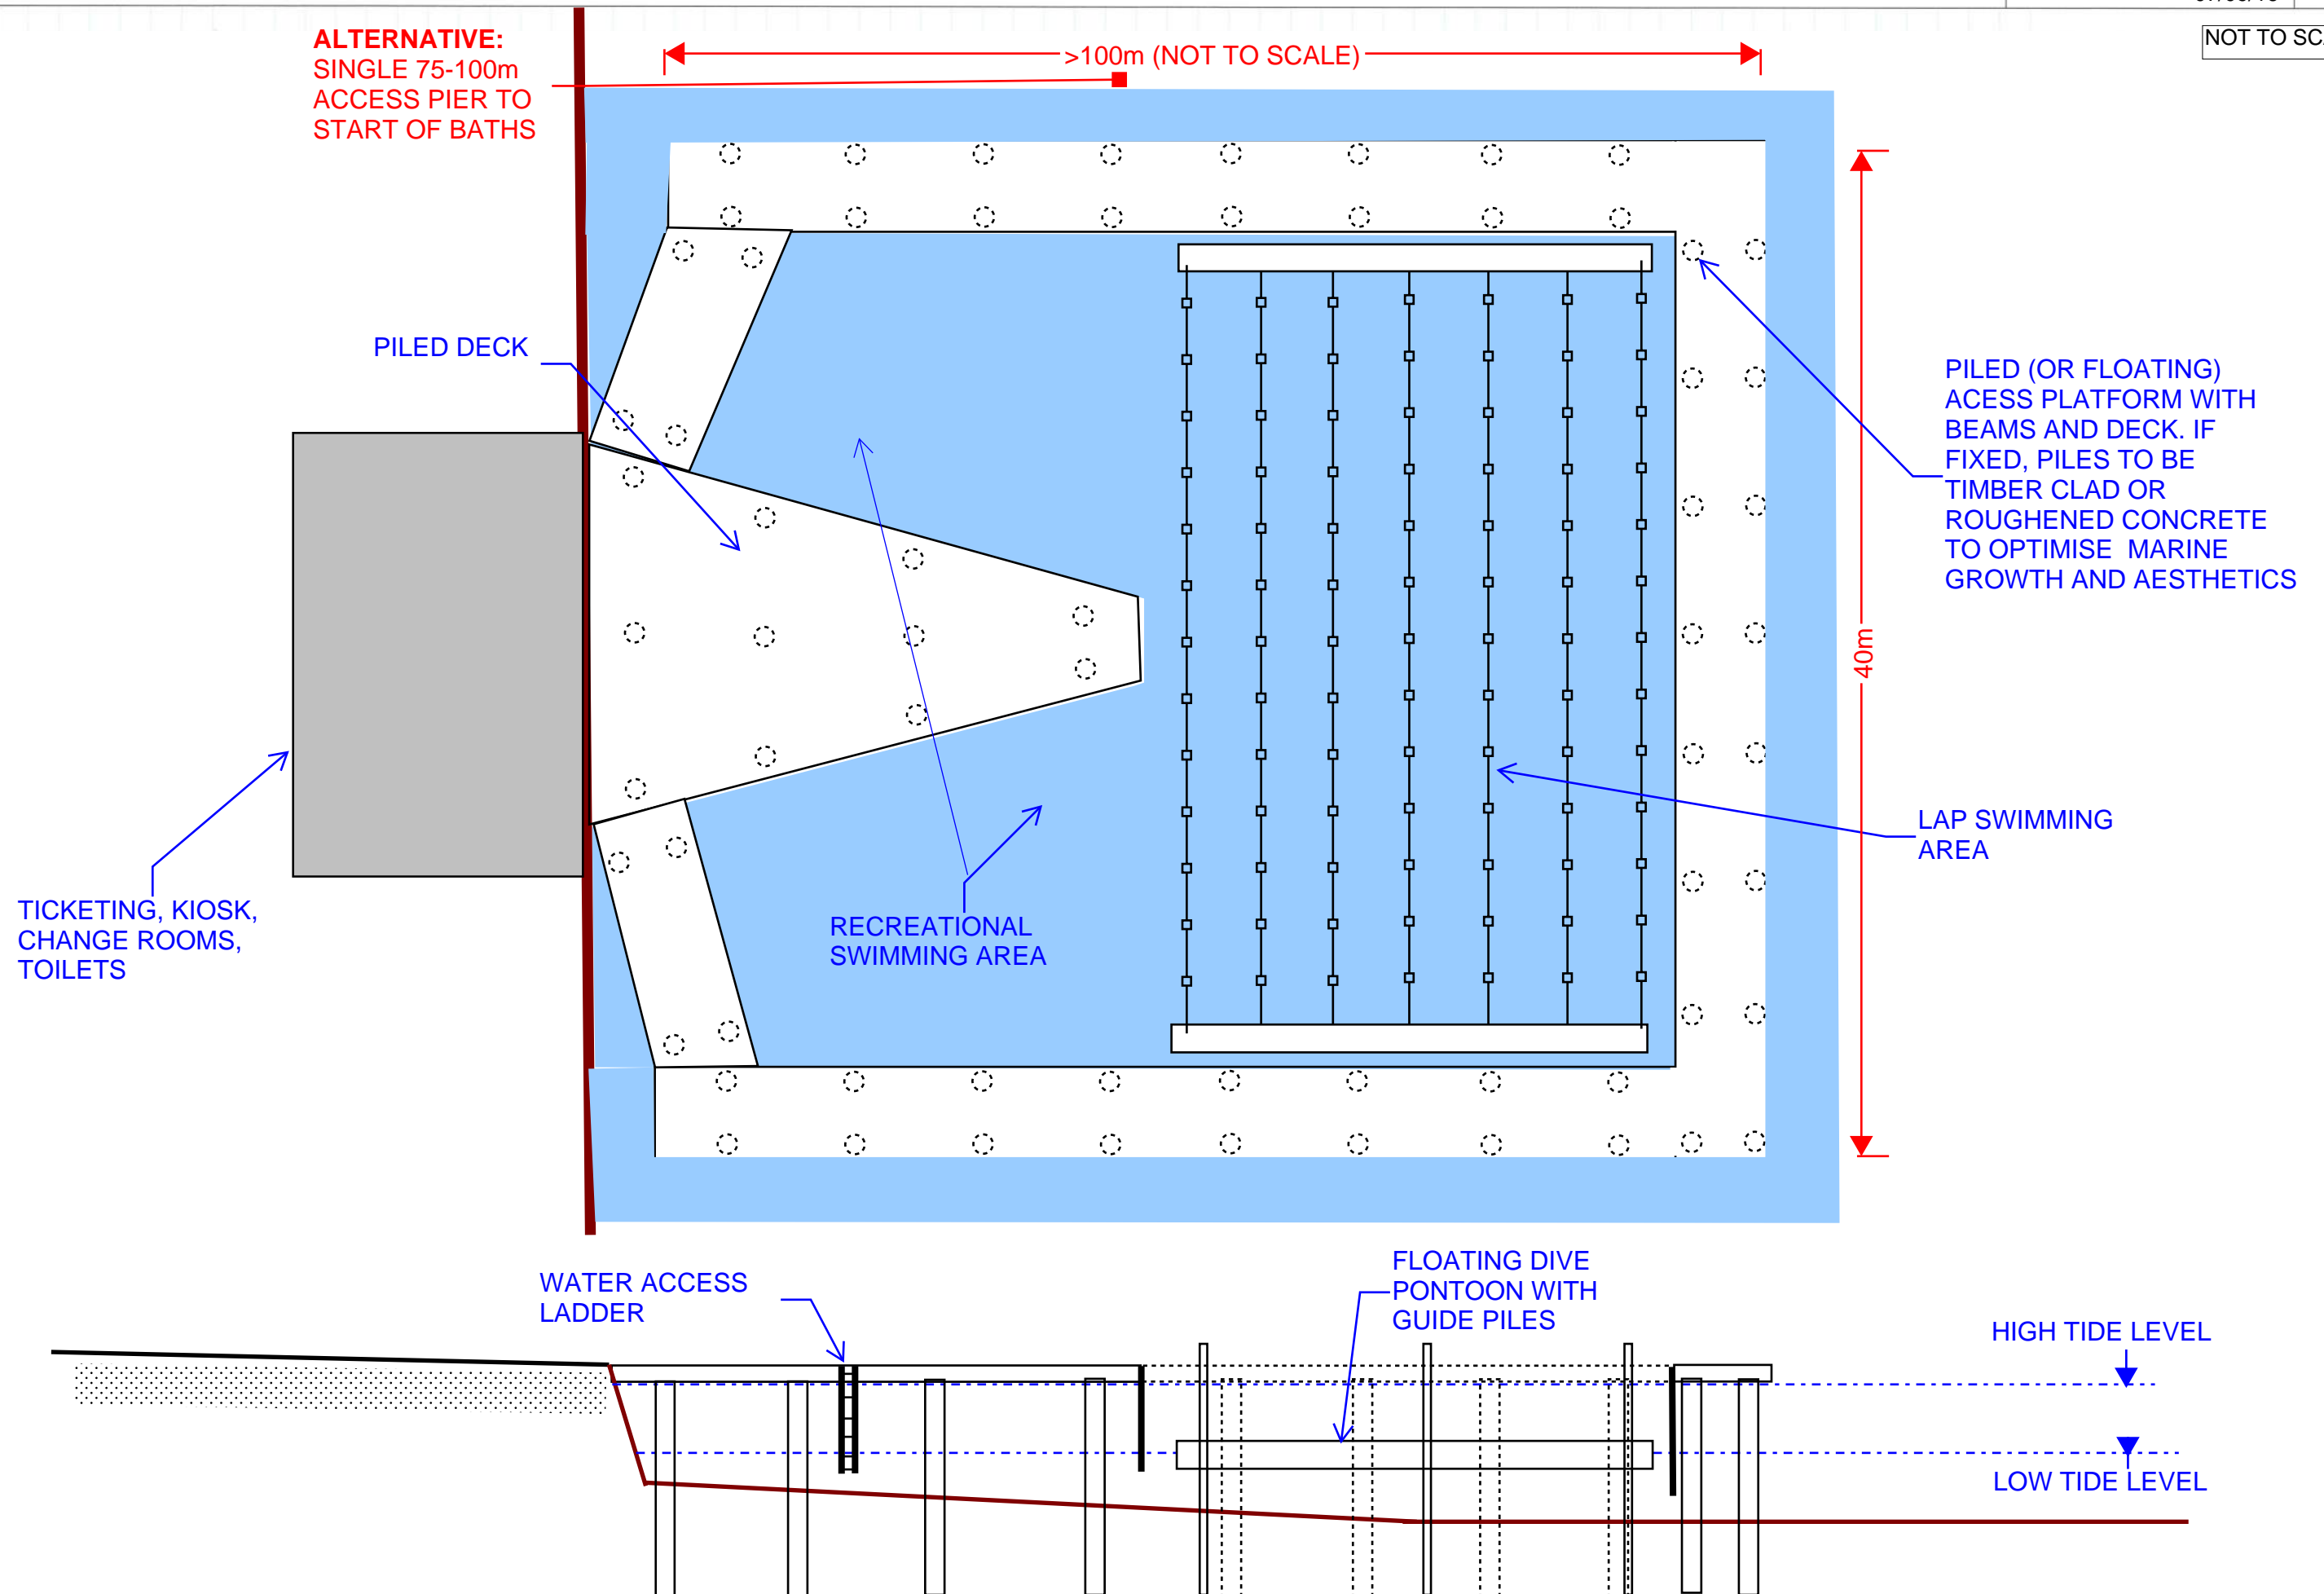 NOT TO SC
ALTERNATIVE:
SINGLE 75-100m
ACCESS PIER TO
START OF BATHS
>100m (NOT TO SCALE)
PILED DECK
PILED (OR FLOATING)
ACESS PLATFORM WITH
BEAMS AND DECK. IF
FIXED, PILES TO BE
TIMBER CLAD OR
ROUGHENED CONCRETE
TO OPTIMISE MARINE
GROWTH AND AESTHETICS
40m
LAP SWIMMING
AREA
TICKETING, KIOSK,
CHANGE ROOMS,
TOILETS
RECREATIONAL
SWIMMING AREA
WATER ACCESS
LADDER
FLOATING DIVE
PONTOON WITH
GUIDE PILES
HIGH TIDE LEVEL
LOW TIDE LEVEL